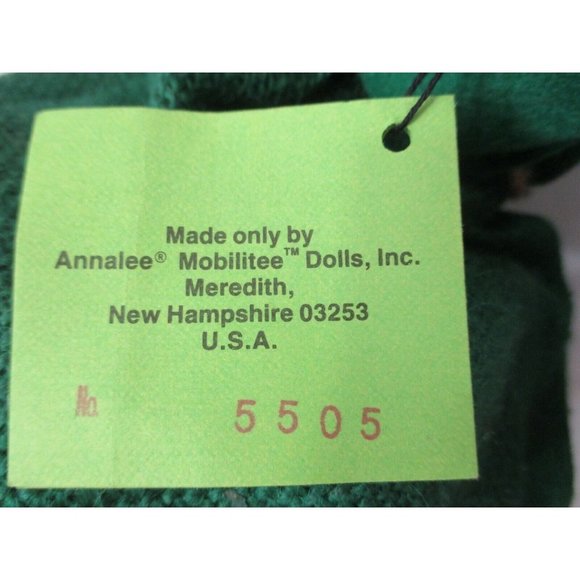 Made only by
Annalee® Mobilitee™ Dolls, Inc.
Meredith,
New Hampshire 03253
U.S.A.
No 5505